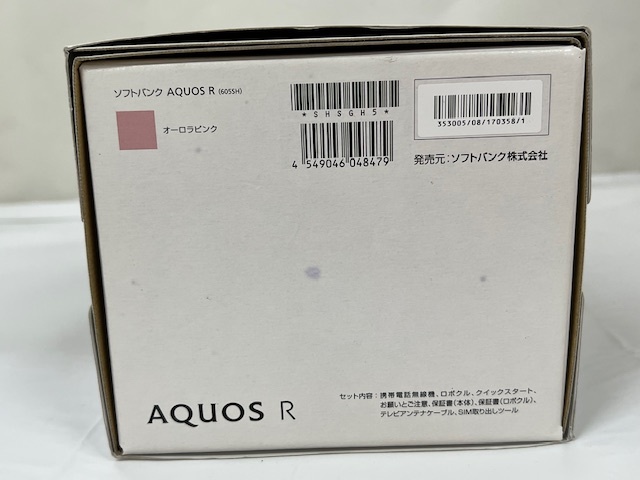 ソフトバンク AQUOS R (605SH)
オーロラピンク
*SHSGH5*
4 549046 048479
353005/08/170358/1
発売元:ソフトバンク株式会社
セット内容:携帯電話無線機、ロボクル、クイックスタート、
お願いとご注意、保証書(本体)、保証書(ロボクル)、
テレビアンテナケーブル、SIM取り出しツール
AQUOS R